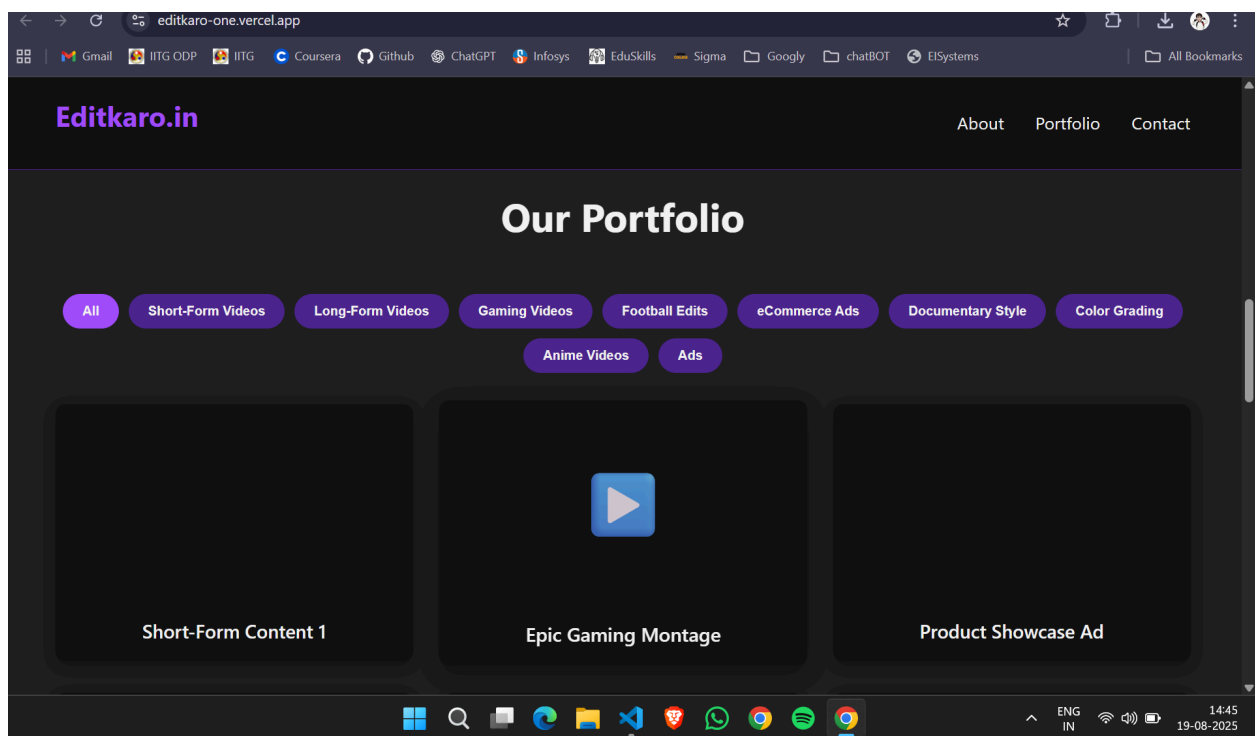 editkaro-one.vercel.app
Gmail IITG ODP IITG Coursera Github ChatGPT Infosys EduSkills Sigma Googly chatBOT EISystems All Bookmarks
Editkaro.in About Portfolio Contact
Our Portfolio
All Short-Form Videos Long-Form Videos Gaming Videos Football Edits eCommerce Ads Documentary Style Color Grading
Anime Videos Ads
Short-Form Content 1 Epic Gaming Montage Product Showcase Ad
ENG 14:45
IN 19-08-2025